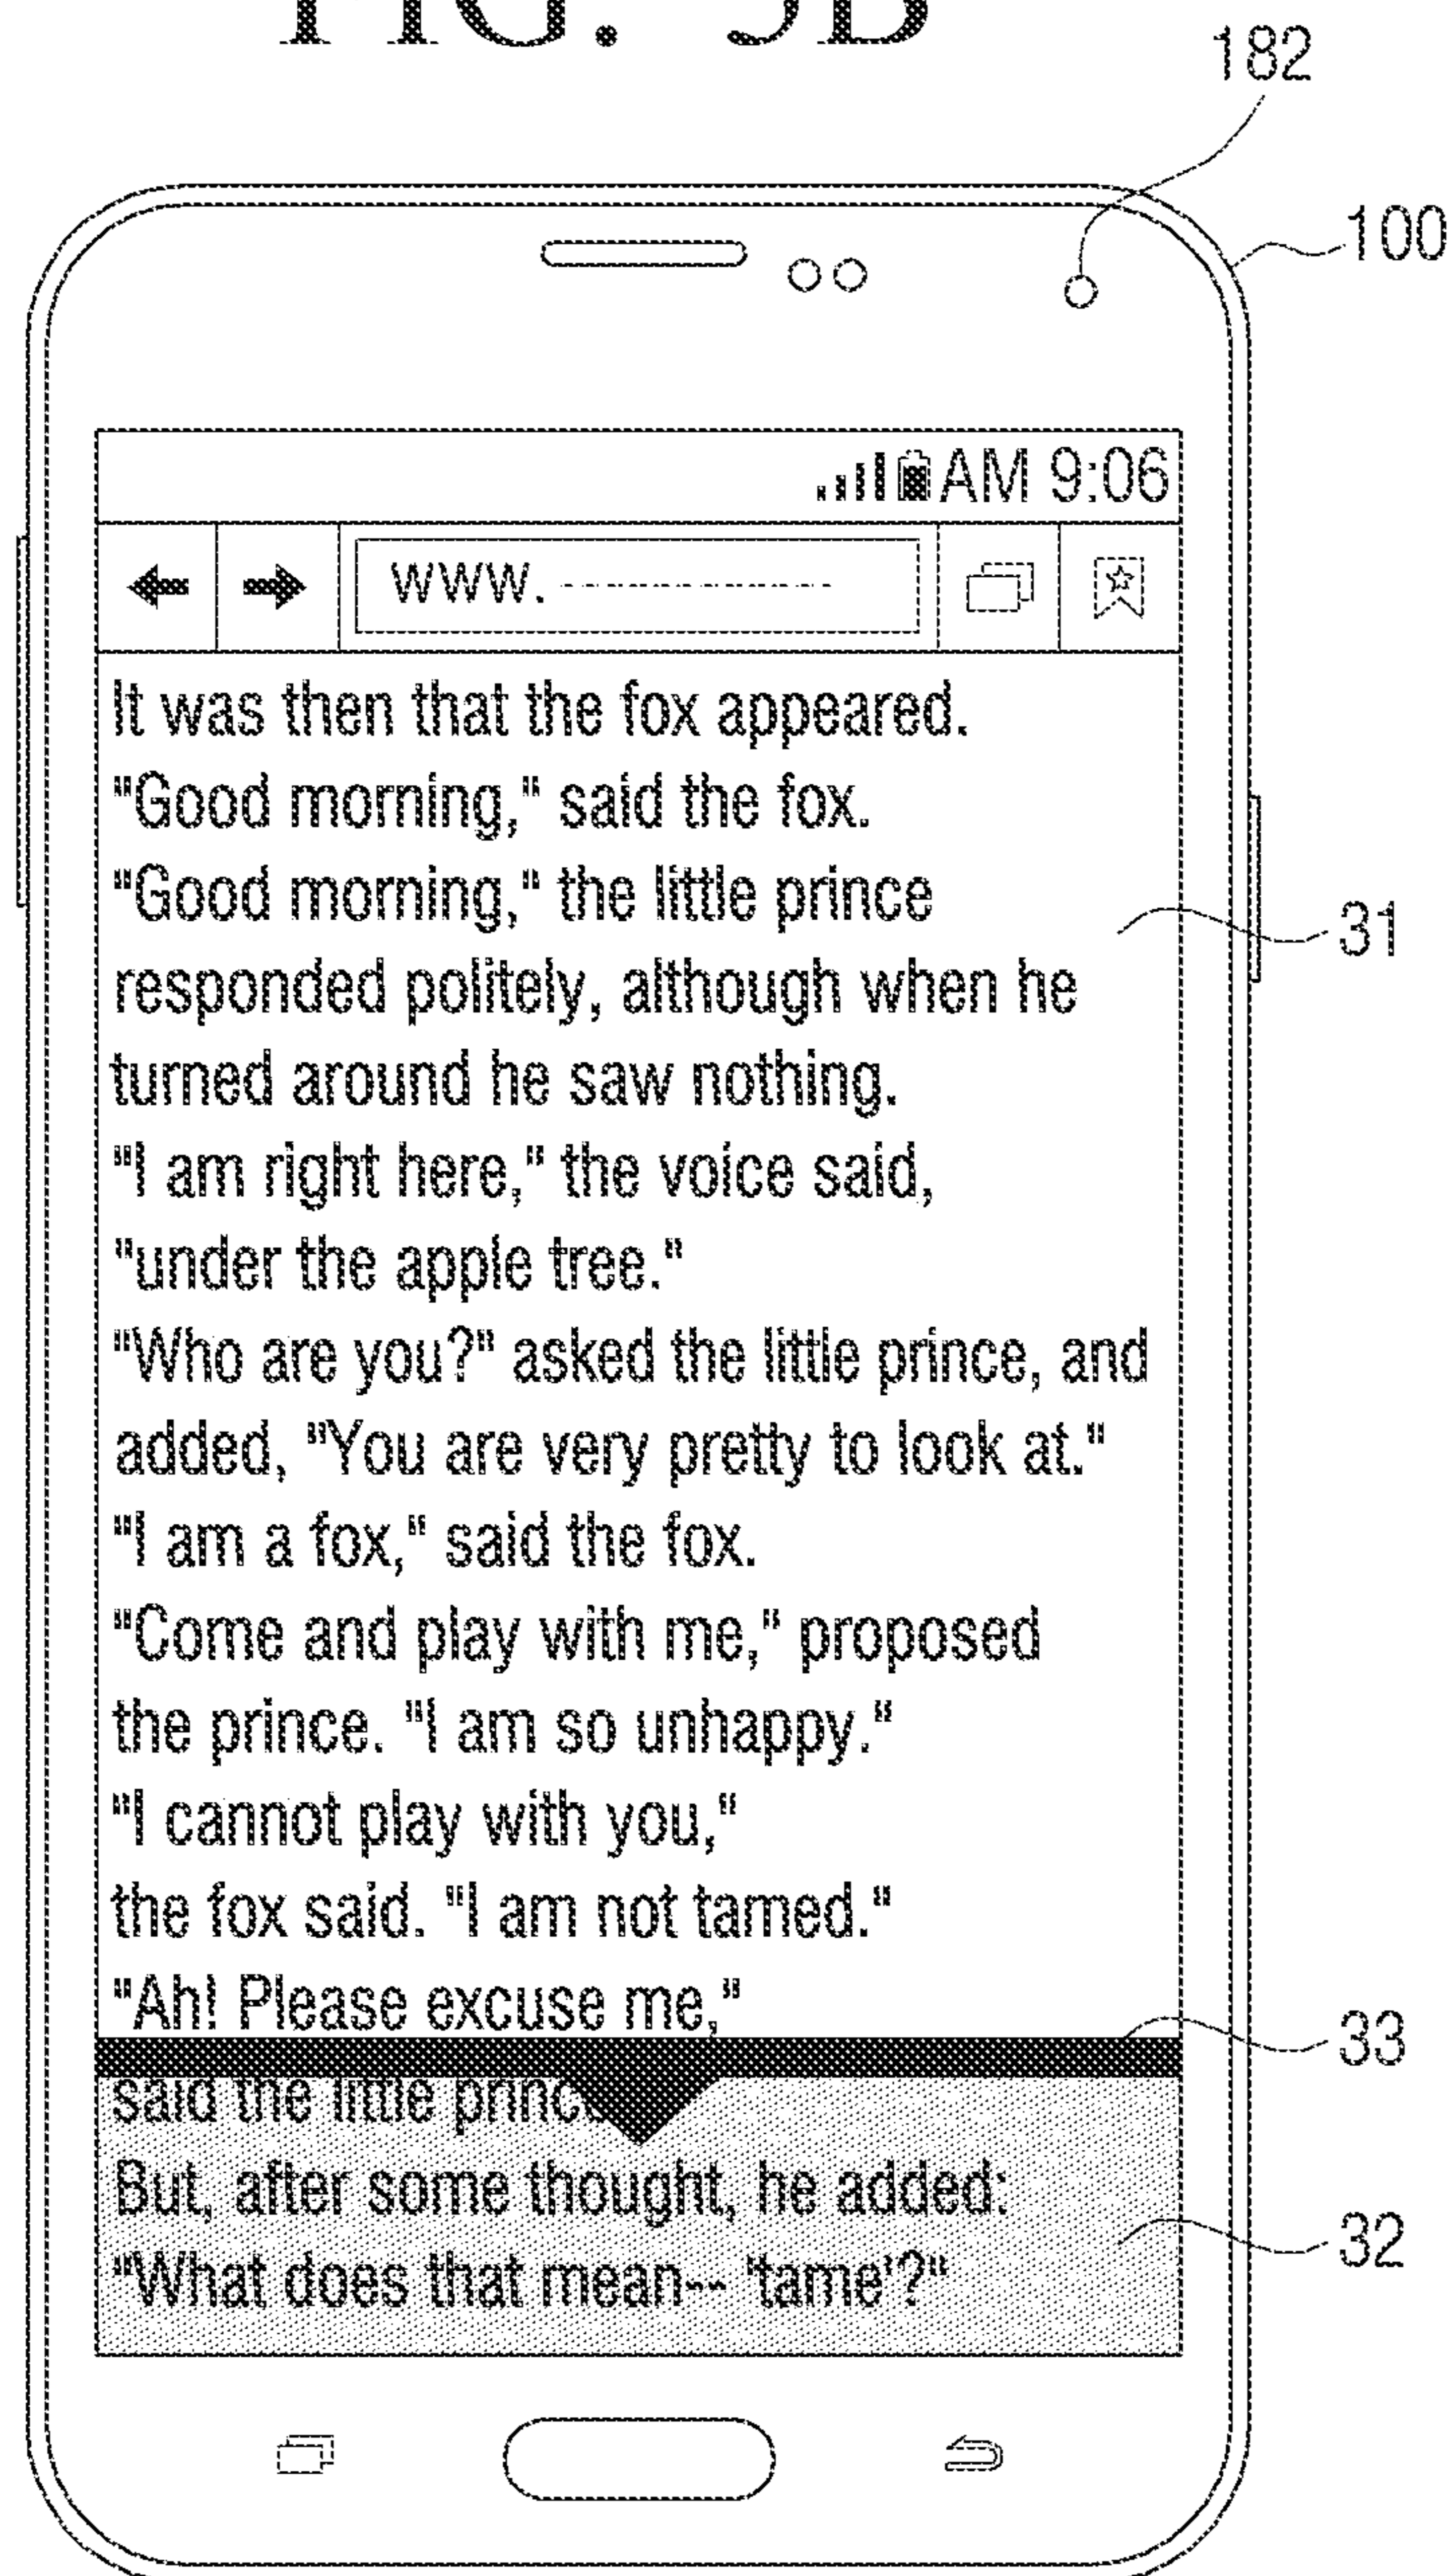 FIG. 5B
182
100
AM 9:06
www.
It was then that the fox appeared.
"Good morning," said the fox.
"Good morning," the little prince
responded politely, although when he
turned around he saw nothing.
"I am right here," the voice said,
"under the apple tree."
"Who are you?" asked the little prince, and
added, "You are very pretty to look at."
"I am a fox," said the fox.
"Come and play with me," proposed
the prince. "I am so unhappy."
"I cannot play with you,"
the fox said. "I am not tamed."
"Ah! Please excuse me,"
said the little princ
But, after some thought, he added:
"What does that mean-- 'tame'?"
31
33
32